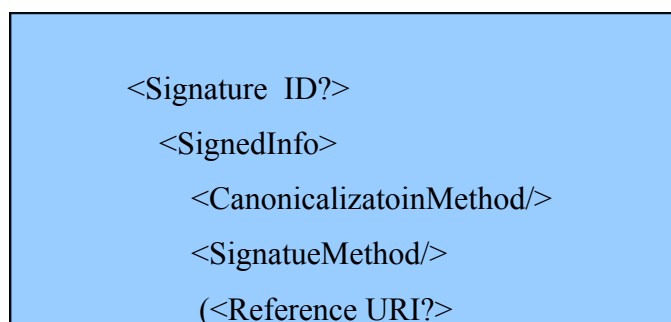 <Signature  ID?>
<SignedInfo>
<CanonicalizatoinMethod/>
<SignatueMethod/>
(<Reference URI?>